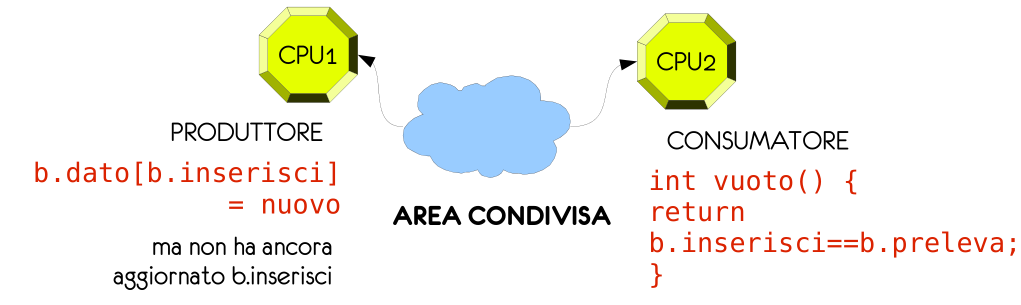 CPU1
CPU2
PRODUTTORE
b.dato[b.inserisci]
= nuovo
ma non ha ancora
aggiornato b.inserisci
AREA CONDIVISA
CONSUMATORE
int vuoto() {
return
b.inserisci==b.preleva;
}